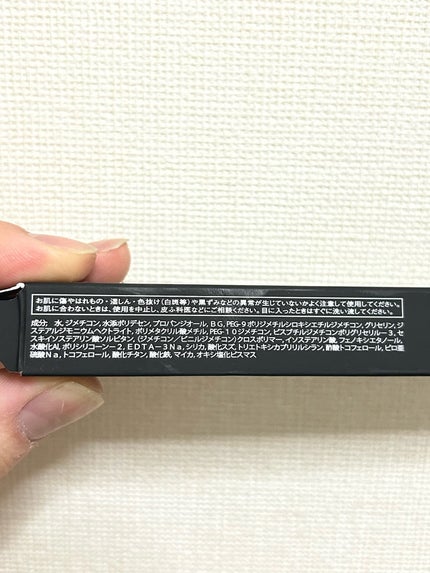 お肌に傷やはれもの・湿しん・色抜け(白斑等)や黒ずみなどの異常が生じていないかよく注意して使用してください。
お肌に合わないときは、使用を中止し、皮ふ科医などにご相談ください。目に入ったときはすぐに洗い流してください。
成分：水、ジメチコン、水添ポリデセン、プロパンジオール、ＢＧ、PEG-9ポリジメチルシロキシエチルジメチコン、グリセリン、ジ
ステアルジモニウムヘクトライト、ポリメタクリル酸メチル、PEG-10ジメチコン、ビスブチルジメチコンポリグリセリル-3、セ
スキイソステアリン酸ソルビタン、(ジメチコン/ビニルジメチコン)クロスポリマー、イソステアリン酸、フェノキシエタノール、
水酸化Al、ポリシリコーン-2、ＥＤＴＡ-３Ｎａ、シリカ、酸化スズ、トリエトキシカプリリルシラン、酢酸トコフェロール、ピロ亜
硫酸Ｎａ、トコフェロール、酸化チタン、酸化鉄、マイカ、オキシ塩化ビスマス